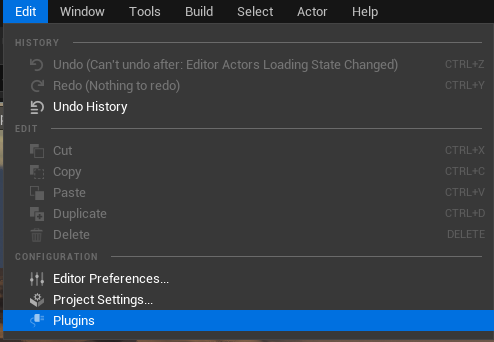 Edit Window Tools Build Select Actor Help
HISTORY
Undo (Can't undo after: Editor Actors Loading State Changed) CTRL+Z
Redo (Nothing to redo) CTRL+Y
Undo History
EDIT
Cut CTRL+X
Copy CTRL+C
Paste CTRL+V
Duplicate CTRL+D
Delete DELETE
CONFIGURATION
Editor Preferences...
Project Settings...
Plugins